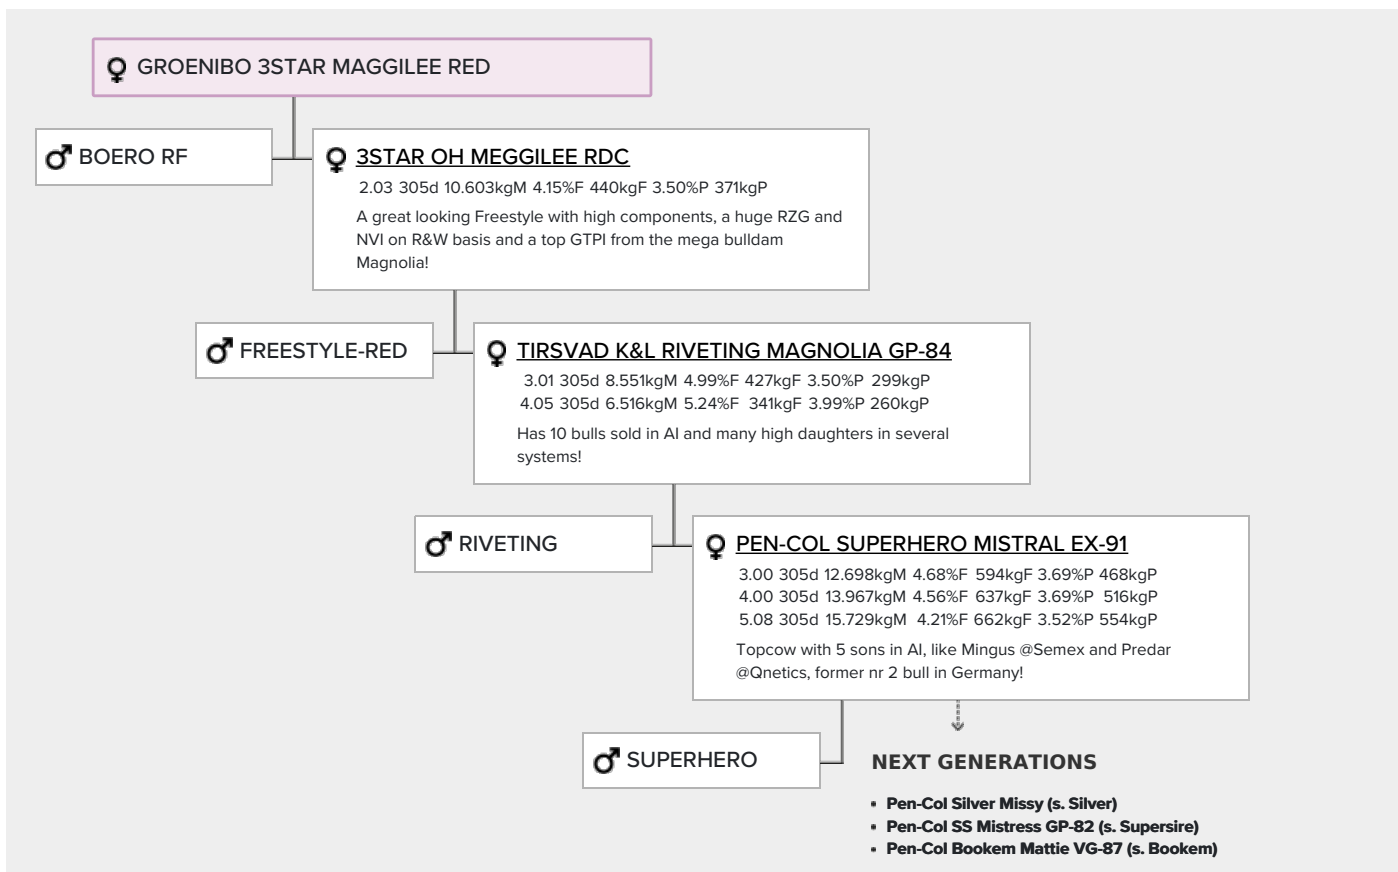 GROENIBO 3STAR MAGGILEE RED
BOERO RF
3STAR OH MEGGILEE RDC
2.03 305d 10.603kgM 4.15%F 440kgF 3.50%P 371kgP
A great looking Freestyle with high components, a huge RZG and
NVI on R&W basis and a top GTPI from the mega bulldam
Magnolia!
FREESTYLE-RED
TIRSVAD K&L RIVETING MAGNOLIA GP-84
3.01 305d 8.551kgM 4.99%F 427kgF 3.50%P 299kgP
4.05 305d 6.516kgM 5.24%F 341kgF 3.99%P 260kgP
Has 10 bulls sold in AI and many high daughters in several
systems!
RIVETING
PEN-COL SUPERHERO MISTRAL EX-91
3.00 305d 12.698kgM 4.68%F 594kgF 3.69%P 468kgP
4.00 305d 13.967kgM 4.56%F 637kgF 3.69%P 516kgP
5.08 305d 15.729kgM 4.21%F 662kgF 3.52%P 554kgP
Topcow with 5 sons in AI, like Mingus @Semex and Predar
@Qnetics, former nr 2 bull in Germany!
SUPERHERO
NEXT GENERATIONS
• Pen-Col Silver Missy (s. Silver)
• Pen-Col SS Mistress GP-82 (s. Supersire)
• Pen-Col Bookem Mattie VG-87 (s. Bookem)